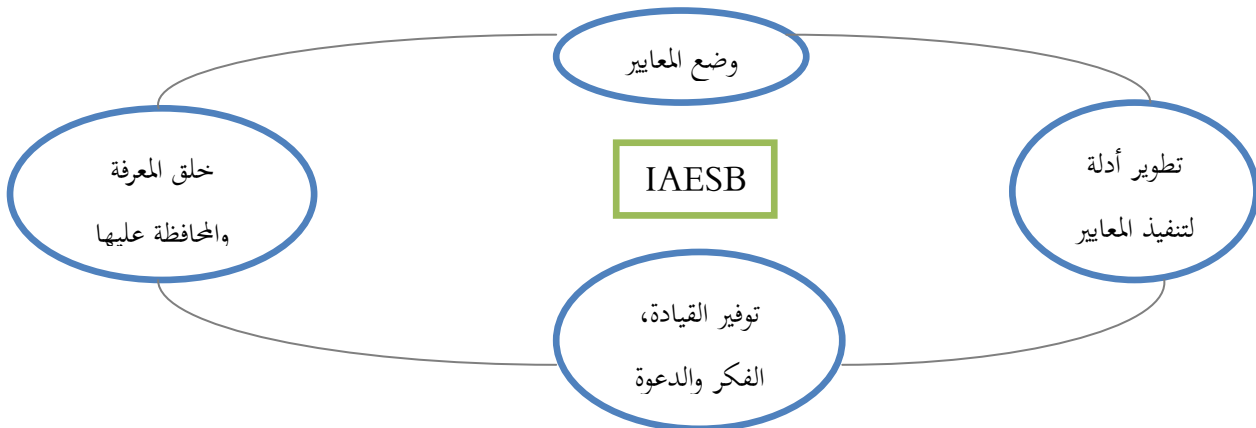 وضع المعايير
تطوير أدلة
لتنفيذ المعايير
IAESB
خلق المعرفة
والمحافظة عليها
توفير القيادة،
الفكر والدعوة